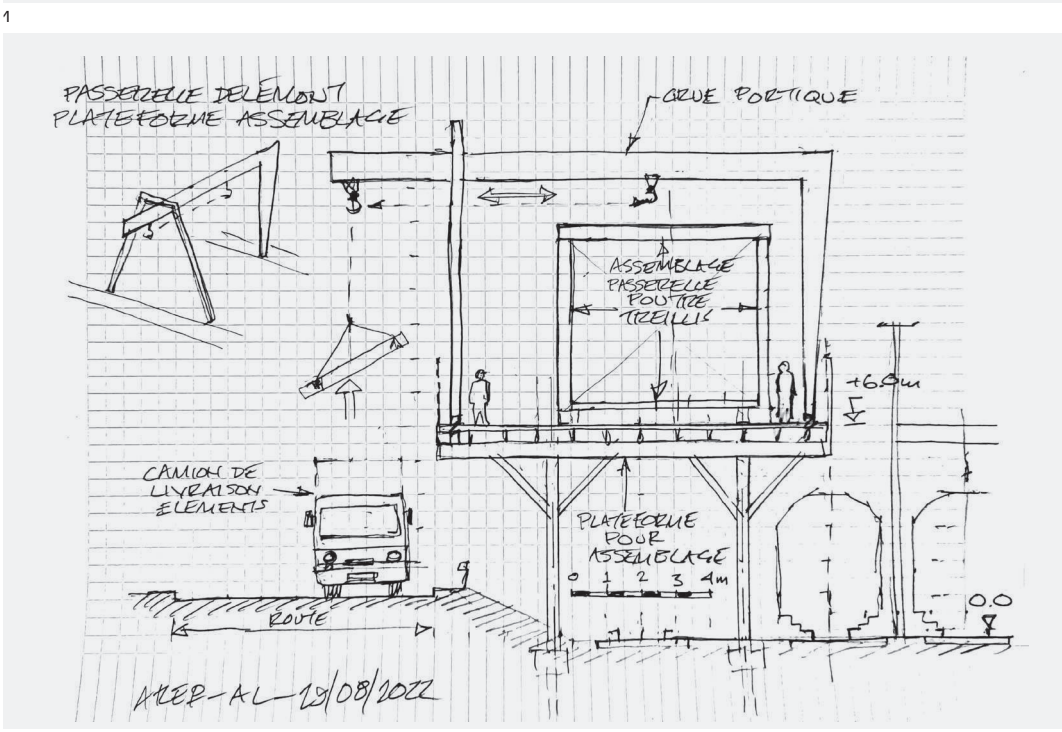 1
PASSERELLE DELÉMONT
PLATEFORME ASSEMBLAGE
GRUE PORTIQUE
ASSEMBLAGE
PASSERELLE
POUTRE
TREILLIS
+6.0m
CAMION DE
LIVRAISON
ELEMENTS
PLATEFORME
POUR
ASSEMBLAGE
0 1 2 3 4m
ROUTE
0.0
AREP-AL-29/08/2022